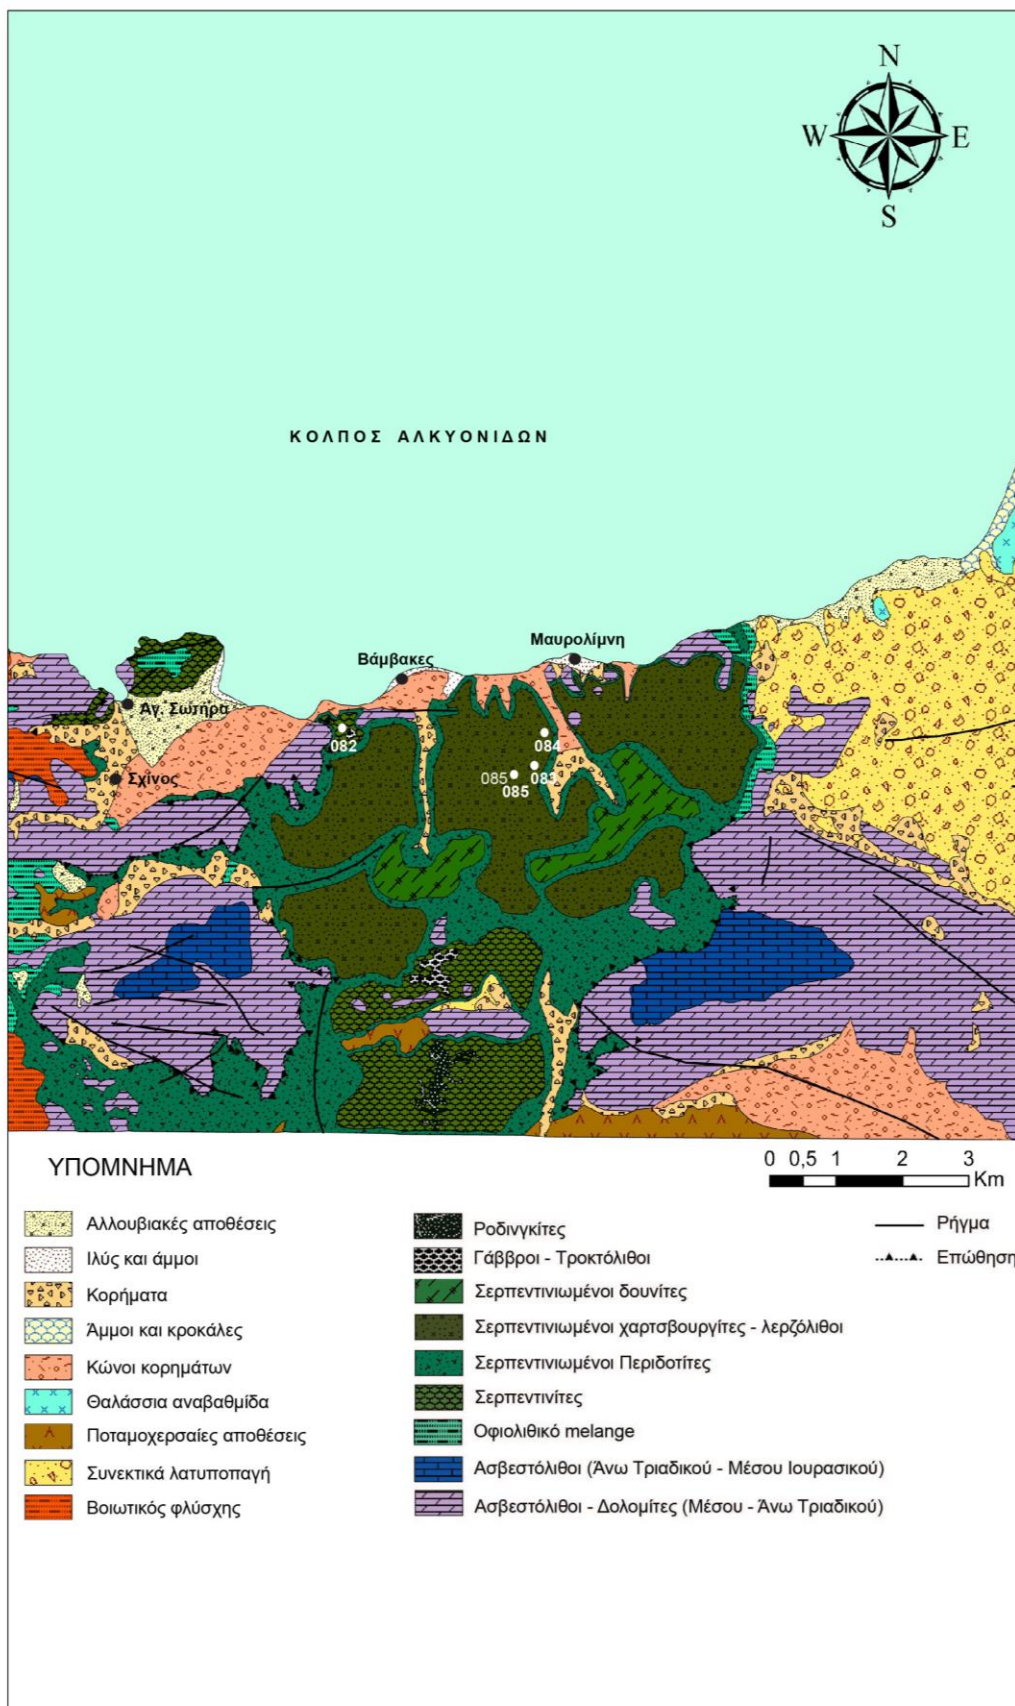 N
W E
S
ΚΟΛΠΟΣ ΑΛΚΥΟΝΙΔΩΝ
Μαυρολίμνη
Βάμβακες
Αγ. Σωτήρα
082
084
Σχίνος
085 083
085
ΥΠΟΜΝΗΜΑ
0 0,5 1 2 3
Km
Αλλουβιακές αποθέσεις
Ιλύς και άμμοι
Κορήματα
Άμμοι και κροκάλες
Κώνοι κορημάτων
Θαλάσσια αναβαθμίδα
Ποταμοχερσαίες αποθέσεις
Συνεκτικά λατυποπαγή
Βοιωτικός φλύσχης
Ροδινγκίτες
Γάββροι - Τροκτόλιθοι
Σερπεντινιωμένοι δουνίτες
Σερπεντινιωμένοι χαρτσβουργίτες - λερζόλιθοι
Σερπεντινιωμένοι Περιδοτίτες
Σερπεντινίτες
Οφιολιθικό melange
Ασβεστόλιθοι (Άνω Τριαδικού - Μέσου Ιουρασικού)
Ασβεστόλιθοι - Δολομίτες (Μέσου - Άνω Τριαδικού)
Ρήγμα
Επώθηση